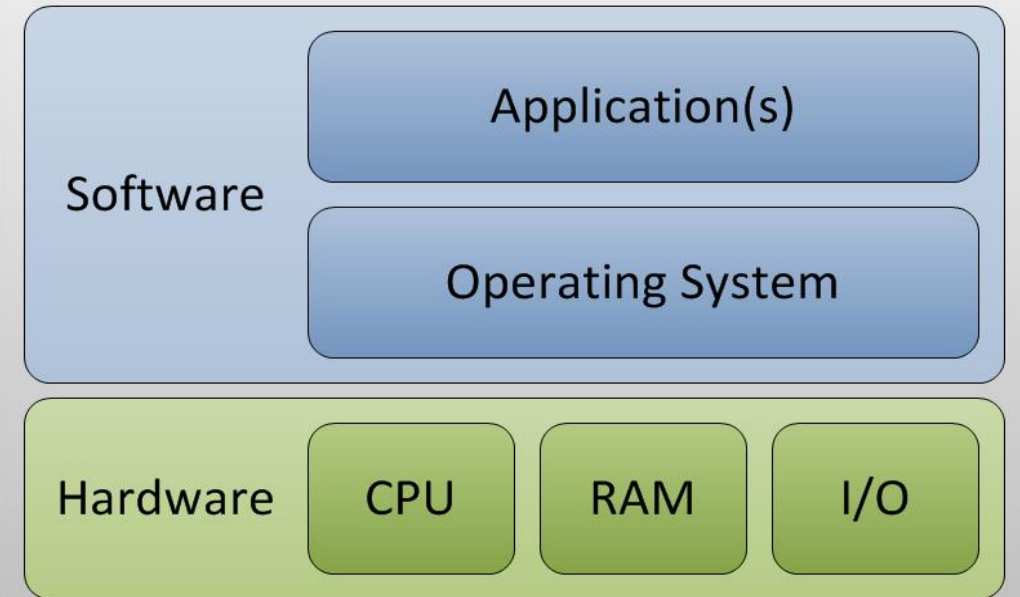 Application(s)
Software
Operating System
Hardware
CPU
RAM
I/O